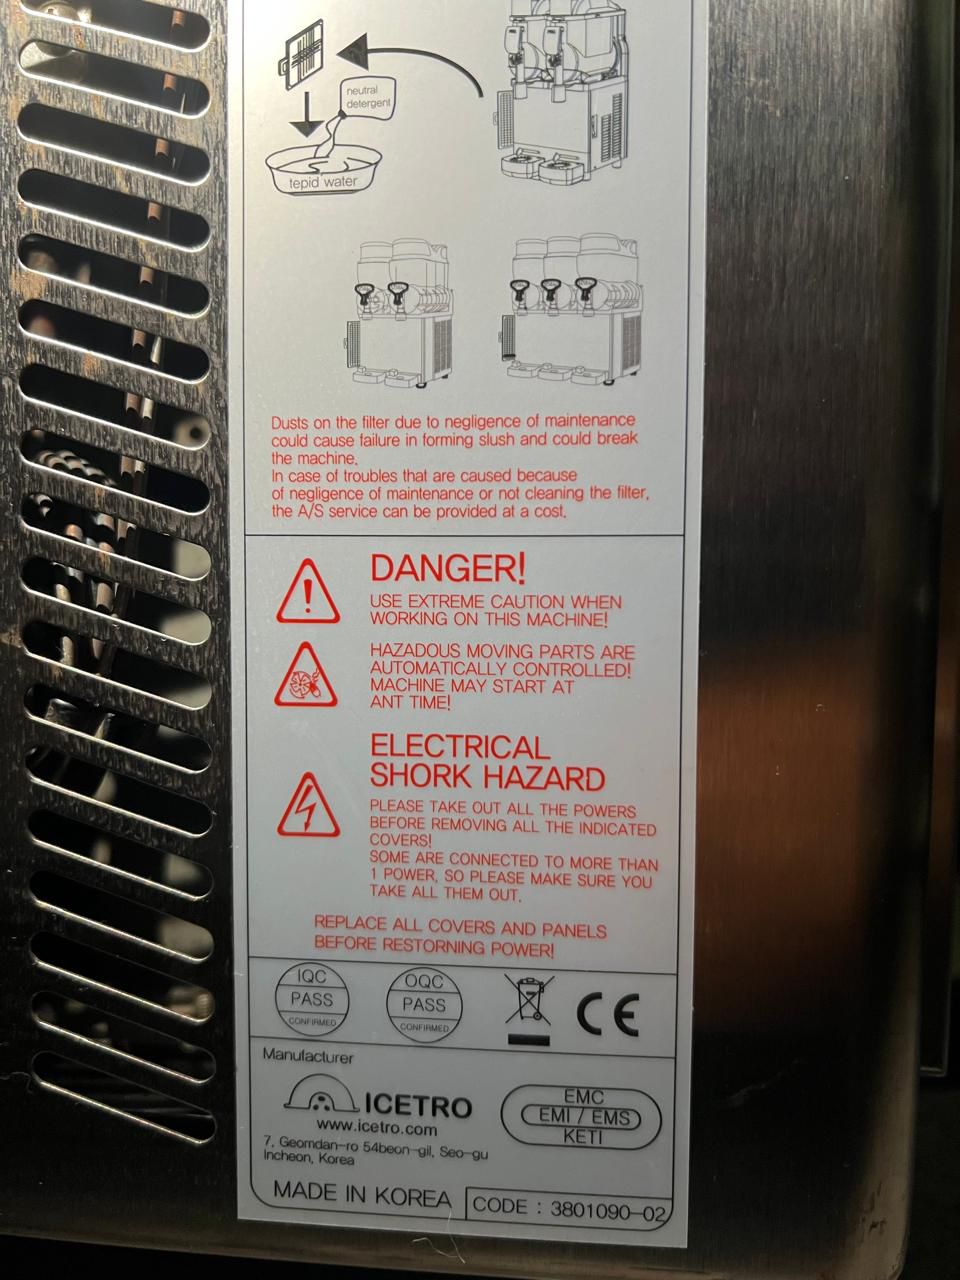 neutral
detergent
tepid water
Dusts on the filter due to negligence of maintenance
could cause failure in forming slush and could break
the machine.
In case of troubles that are caused because
of negligence of maintenance or not cleaning the filter,
the A/S service can be provided at a cost.
DANGER!
USE EXTREME CAUTION WHEN
WORKING ON THIS MACHINE!
HAZADOUS MOVING PARTS ARE
AUTOMATICALLY CONTROLLED!
MACHINE MAY START AT
ANT TIME!
ELECTRICAL
SHORK HAZARD
PLEASE TAKE OUT ALL THE POWERS
BEFORE REMOVING ALL THE INDICATED
COVERS!
SOME ARE CONNECTED TO MORE THAN
1 POWER, SO PLEASE MAKE SURE YOU
TAKE ALL THEM OUT.
REPLACE ALL COVERS AND PANELS
BEFORE RESTORNING POWER!
IQC
PASS
CONFIRMED
OQC
PASS
CONFIRMED
CE
Manufacturer
ICETRO
www.icetro.com
7, Geomdan-ro 54beon-gil, Seo-gu
Incheon, Korea
EMC
EMI / EMS
KETI
MADE IN KOREA
CODE : 3801090-02